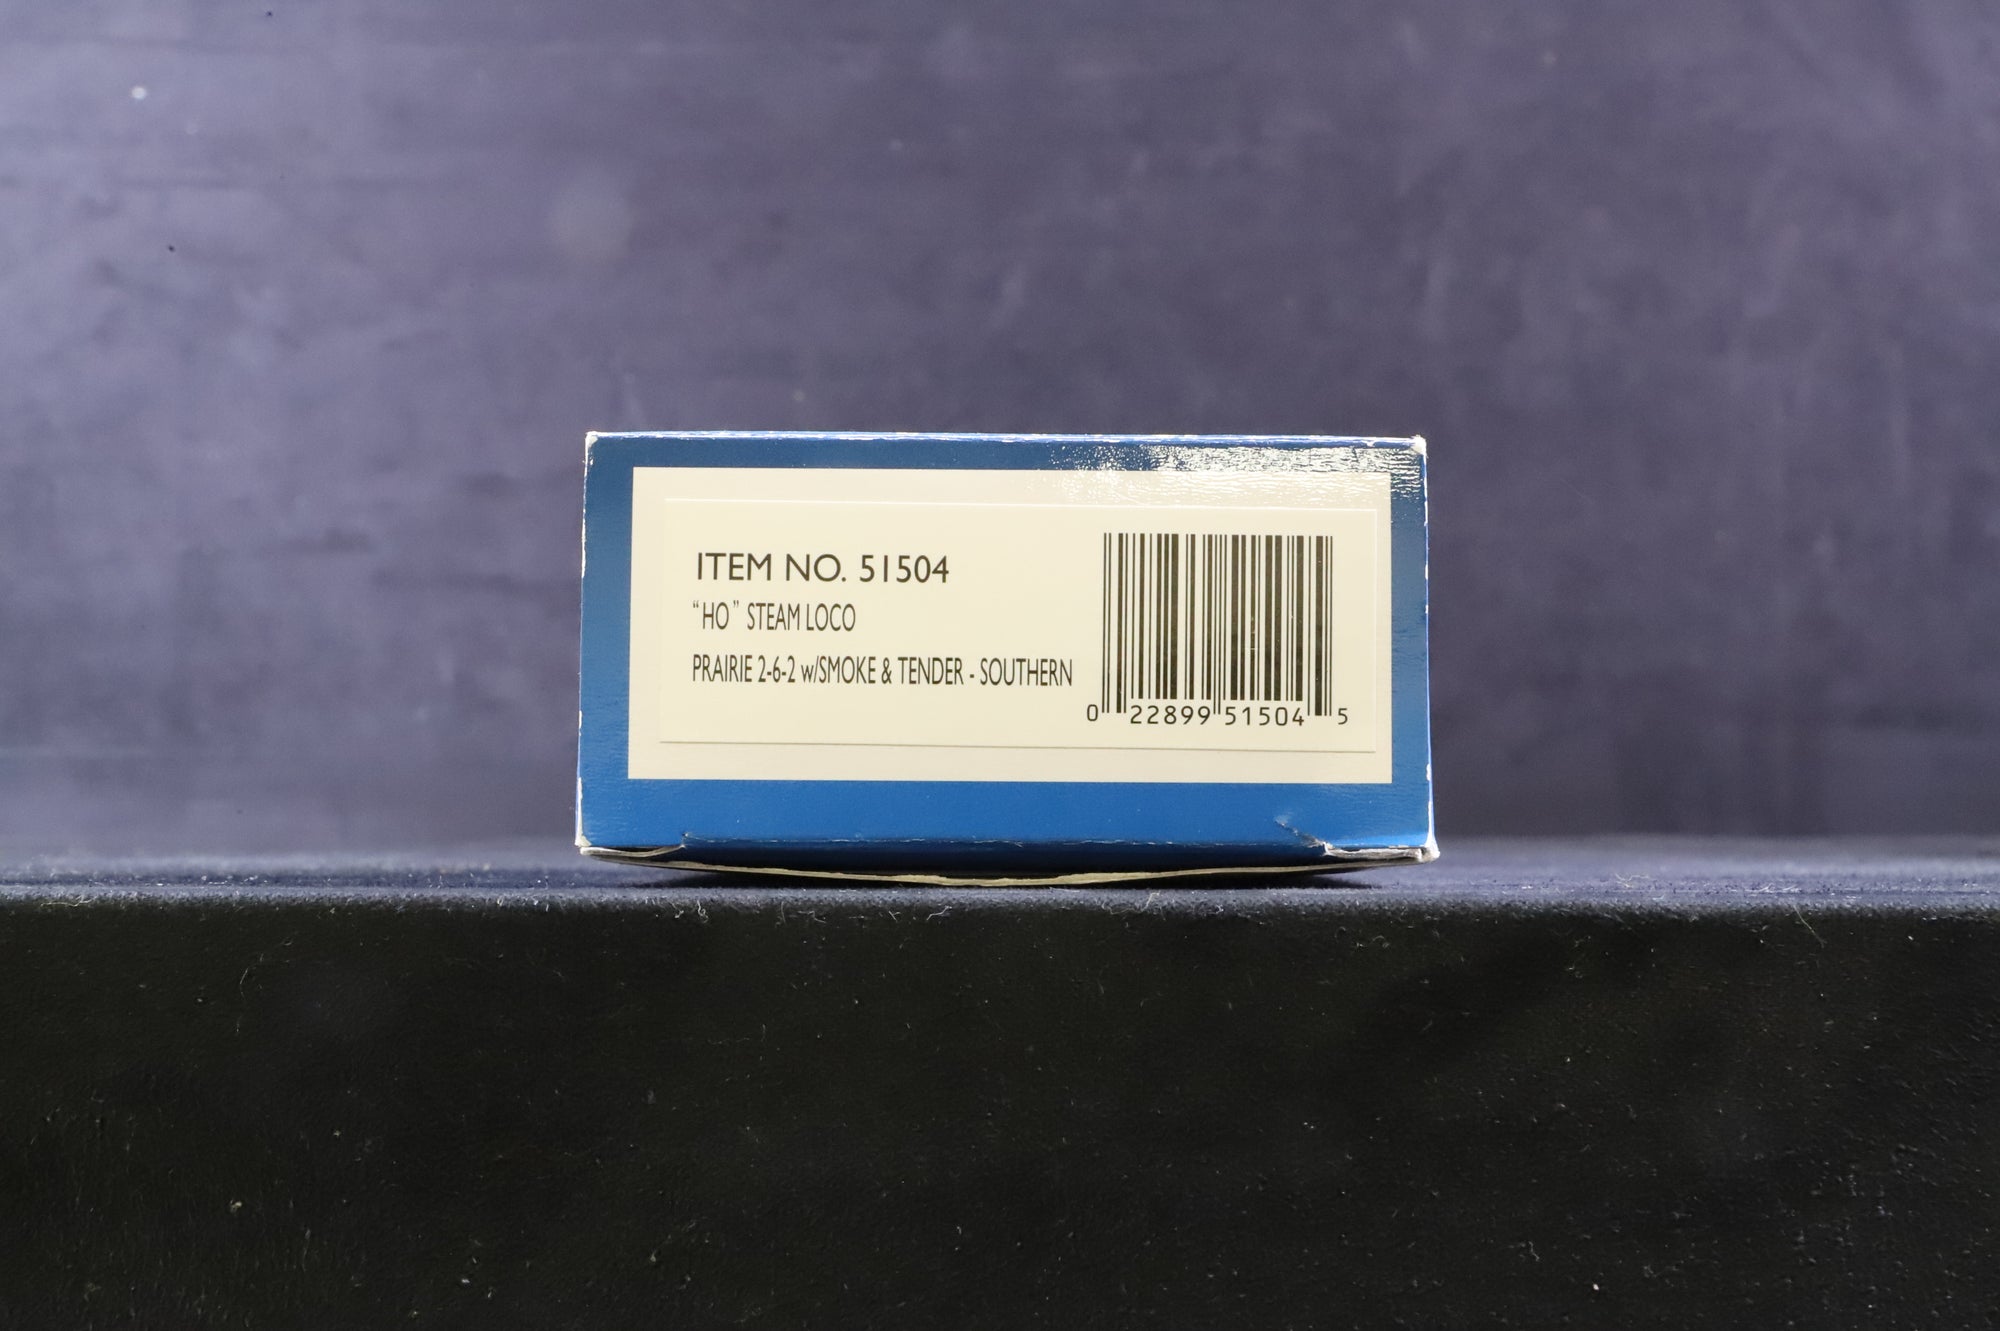 ITEM NO. 51504
"HO" STEAM LOCO
PRAIRIE 2-6-2 w/SMOKE & TENDER - SOUTHERN
0 22899 51504 5